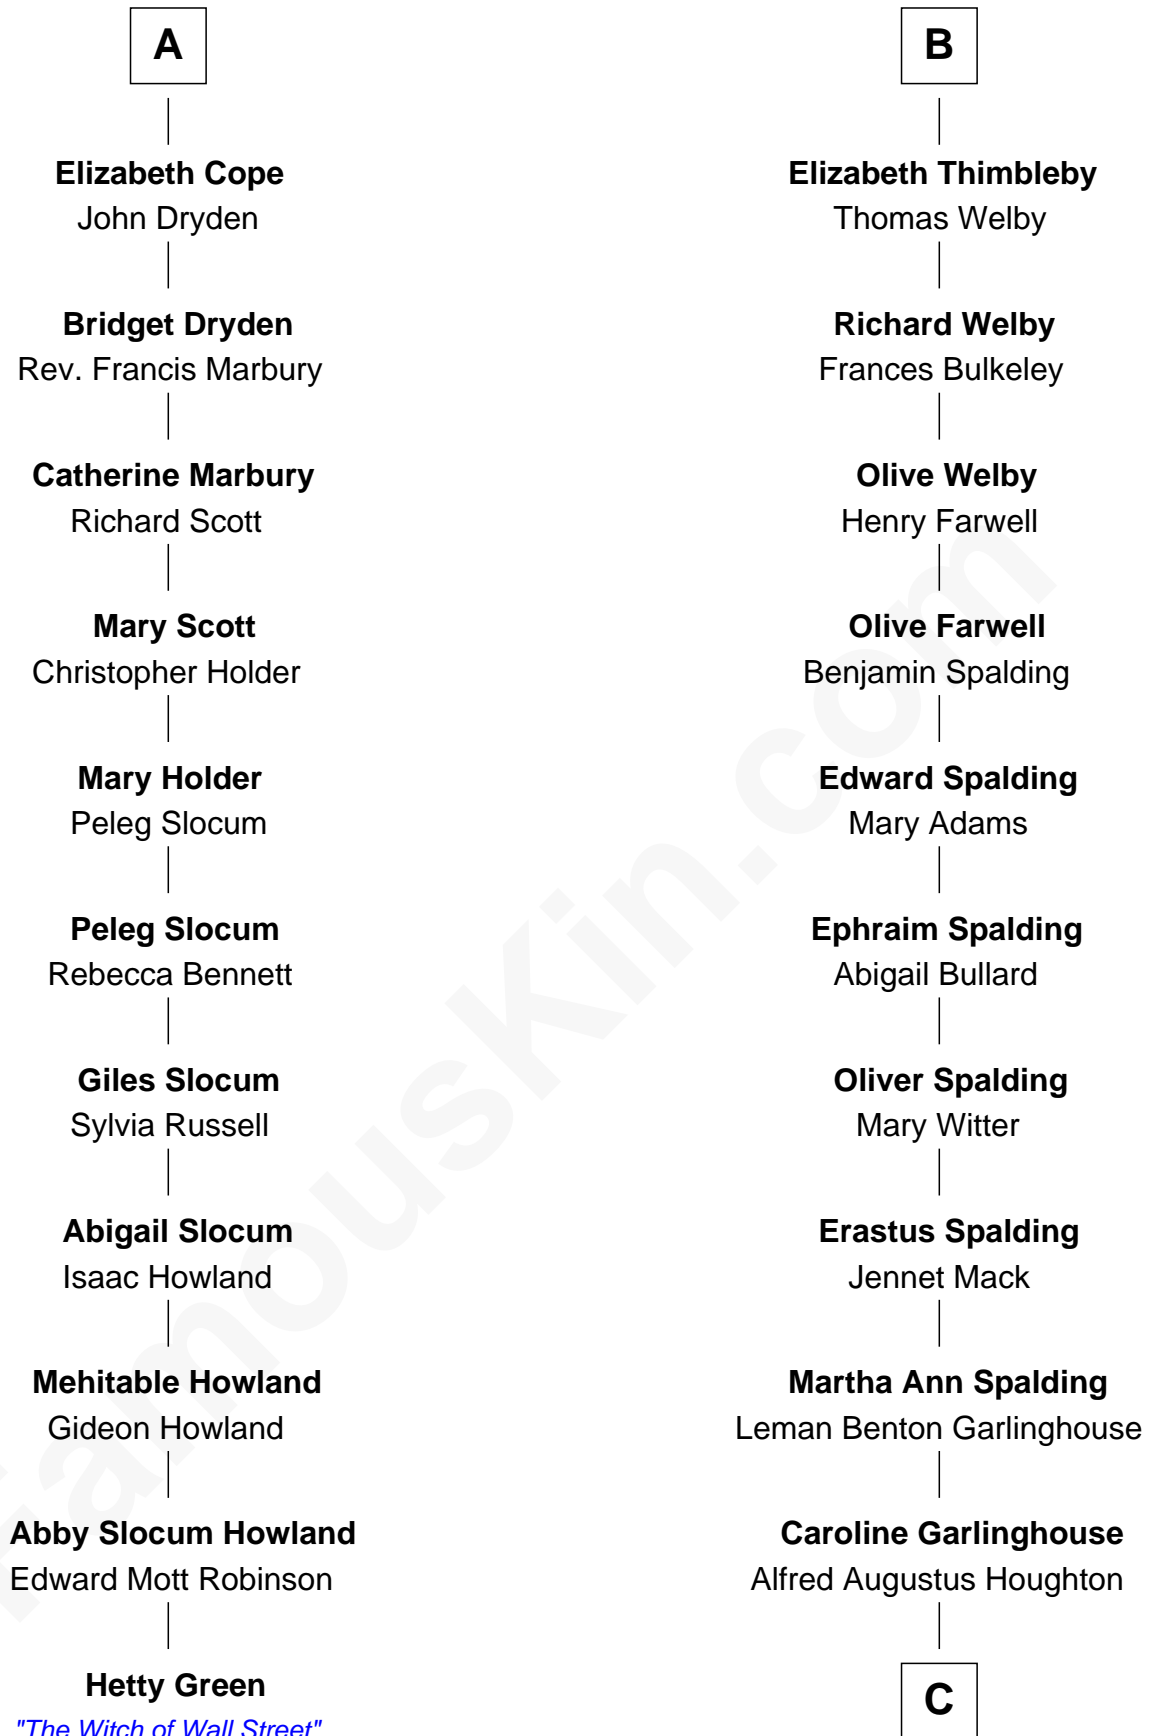 A
Elizabeth Cope
John Dryden
Bridget Dryden
Rev. Francis Marbury
Catherine Marbury
Richard Scott
Mary Scott
Christopher Holder
Mary Holder
Peleg Slocum
Peleg Slocum
Rebecca Bennett
Giles Slocum
Sylvia Russell
Abigail Slocum
Isaac Howland
Mehitable Howland
Gideon Howland
Abby Slocum Howland
Edward Mott Robinson
Hetty Green
"The Witch of Wall Street"
B
Elizabeth Thimbleby
Thomas Welby
Richard Welby
Frances Bulkeley
Olive Welby
Henry Farwell
Olive Farwell
Benjamin Spalding
Edward Spalding
Mary Adams
Ephraim Spalding
Abigail Bullard
Oliver Spalding
Mary Witter
Erastus Spalding
Jennet Mack
Martha Ann Spalding
Leman Benton Garlinghouse
Caroline Garlinghouse
Alfred Augustus Houghton
C
FamousKin.com